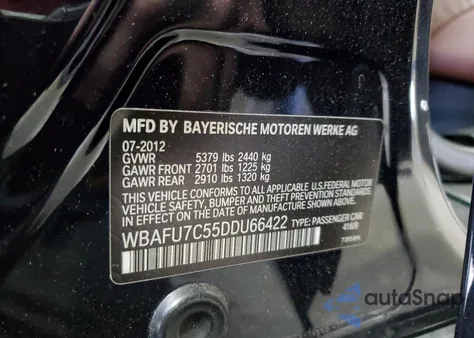 MFD BY BAYERISCHE MOTOREN WERKE AG
07-2012
GVWR 5379 lbs 2440 kg
GAWR FRONT 2701 lbs 1225 kg
GAWR REAR 2910 lbs 1320 kg
THIS VEHICLE CONFORMS TO ALL APPLICABLE U.S. FEDERAL MOTOR
VEHICLE SAFETY, BUMPER AND THEFT PREVENTION STANDARDS
IN EFFECT ON THE DATE OF MANUFACTURE SHOWN ABOVE.
WBAFU7C55DDU66422 TYPE: PASSENGER CAR
autoSnap